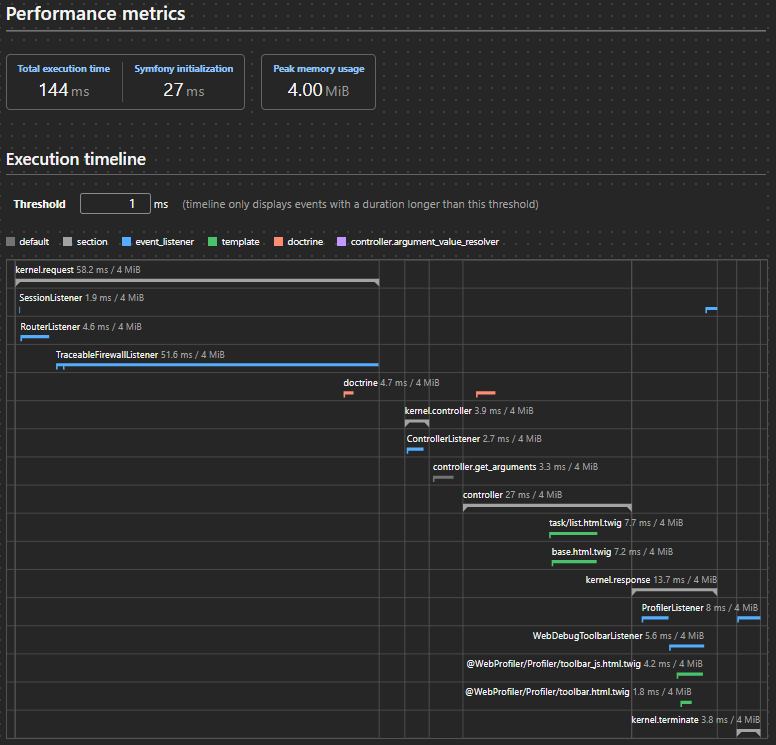 Performance metrics
Total execution time Symfony initialization Peak memory usage
144 ms 27 ms 4.00 MiB
Execution timeline
Threshold 1 ms (timeline only displays events with a duration longer than this threshold)
default section event_listener template doctrine controller.argument_value_resolver
kernel.request 58.2 ms / 4 MiB
SessionListener 1.9 ms / 4 MiB
RouterListener 4.6 ms / 4 MiB
TraceableFirewallListener 51.6 ms / 4 MiB
doctrine 4.7 ms / 4 MiB
kernel.controller 3.9 ms / 4 MiB
ControllerListener 2.7 ms / 4 MiB
controller.get_arguments 3.3 ms / 4 MiB
controller 27 ms / 4 MiB
task/list.html.twig 7.7 ms / 4 MiB
base.html.twig 7.2 ms / 4 MiB
kernel.response 13.7 ms / 4 MiB
ProfilerListener 8 ms / 4 MiB
WebDebugToolbarListener 5.6 ms / 4 MiB
@WebProfiler/Profiler/toolbar_js.html.twig 4.2 ms / 4 MiB
@WebProfiler/Profiler/toolbar.html.twig 1.8 ms / 4 MiB
kernel.terminate 3.8 ms / 4 MiB